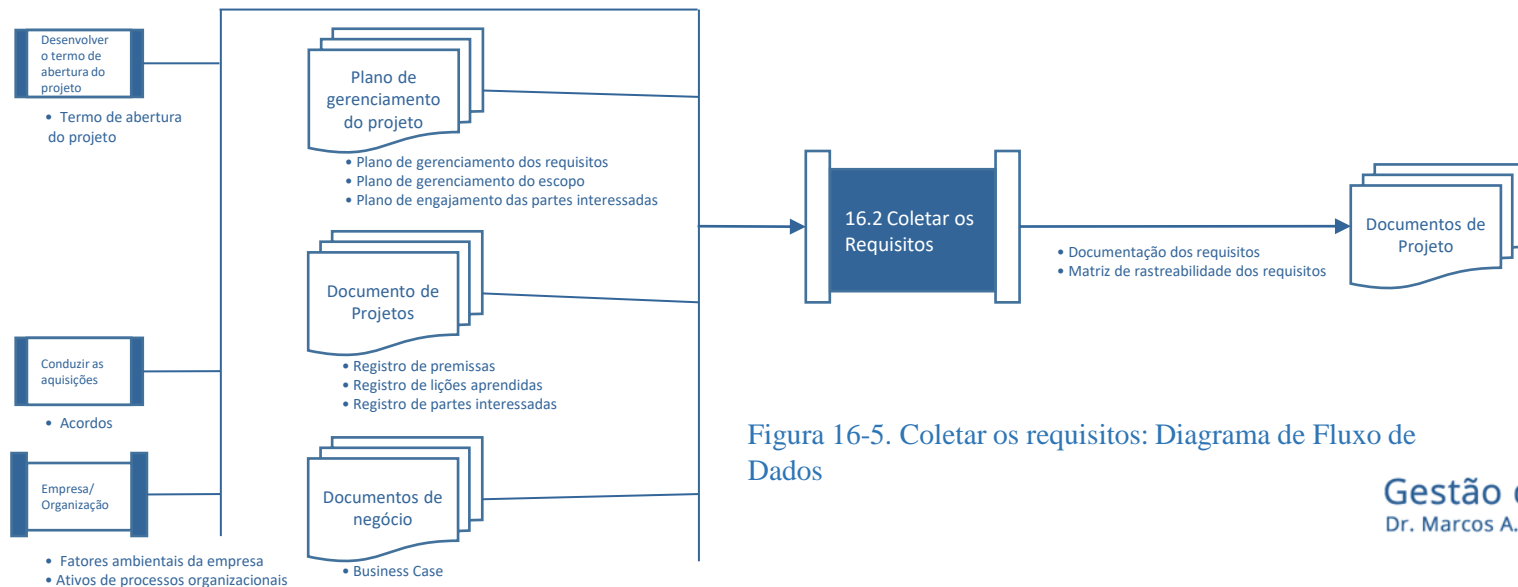 Desenvolver
o termo de
abertura do
projeto
• Termo de abertura
do projeto
Conduzir as
aquisições
• Acordos
Empresa/
Organização
• Fatores ambientais da empresa
• Ativos de processos organizacionais
Plano de
gerenciamento
do projeto
• Plano de gerenciamento dos requisitos
• Plano de gerenciamento do escopo
• Plano de engajamento das partes interessadas
Documento de
Projetos
• Registro de premissas
• Registro de lições aprendidas
• Registro de partes interessadas
Documentos de
negócio
• Business Case
16.2 Coletar os
Requisitos
• Documentação dos requisitos
• Matriz de rastreabilidade dos requisitos
Documentos de
Projeto
Figura 16-5. Coletar os requisitos: Diagrama de Fluxo de
Dados
Gestão
Dr. Marcos A.